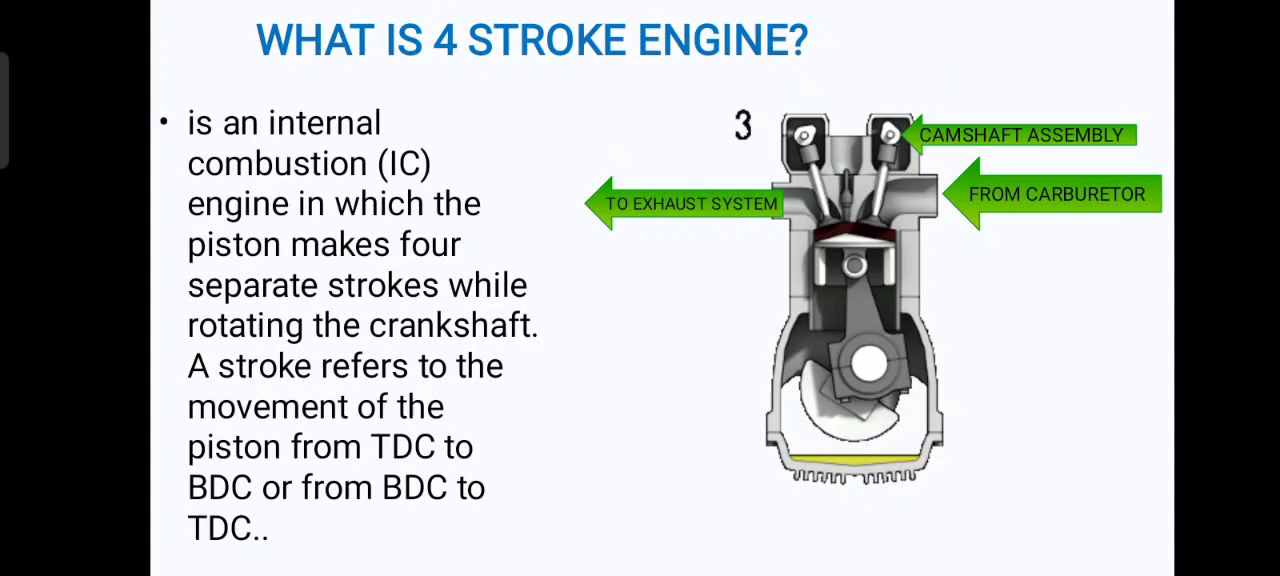 WHAT IS 4 STROKE ENGINE?
• is an internal
combustion (IC)
engine in which the
piston makes four
separate strokes while
rotating the crankshaft.
A stroke refers to the
movement of the
piston from TDC to
BDC or from BDC to
TDC..
3
CAMSHAFT ASSEMBLY
FROM CARBURETOR
TO EXHAUST SYSTEM